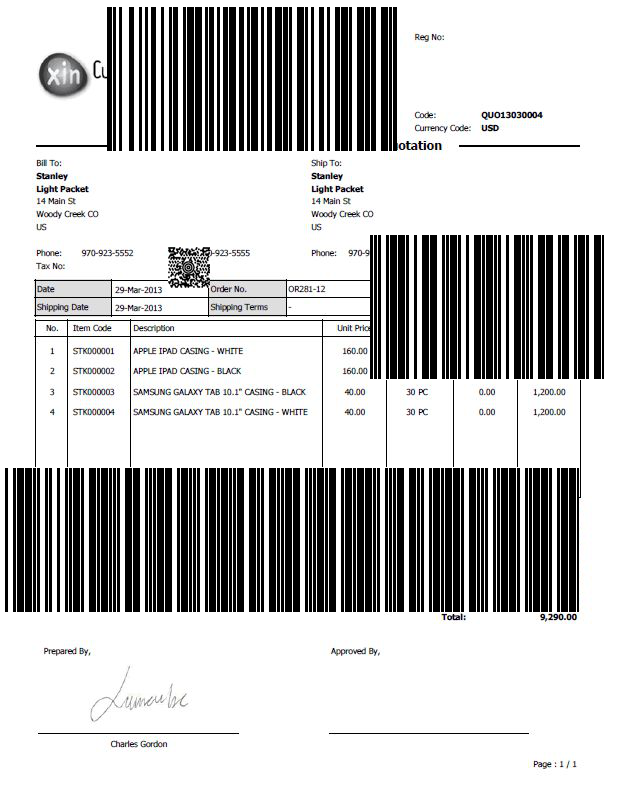 xin
Reg No:
Code: QUO13030004
Currency Code: USD
Bill To: Ship To:
Stanley Stanley
Light Packet Light Packet
14 Main St 14 Main St
Woody Creek CO Woody Creek CO
US US
Phone: 970-923-5552 -923-5555 Phone: 970-9
Tax No:
Date 29-Mar-2013 Order No. OR281-12
Shipping Date 29-Mar-2013 Shipping Terms -
No. Item Code Description Unit Price
1 STK000001 APPLE IPAD CASING - WHITE 160.00
2 STK000002 APPLE IPAD CASING - BLACK 160.00
3 STK000003 SAMSUNG GALAXY TAB 10.1" CASING - BLACK 40.00 30 PC 0.00 1,200.00
4 STK000004 SAMSUNG GALAXY TAB 10.1" CASING - WHITE 40.00 30 PC 0.00 1,200.00
Total: 9,290.00
Prepared By, Approved By,
Charles Gordon
Page : 1 / 1